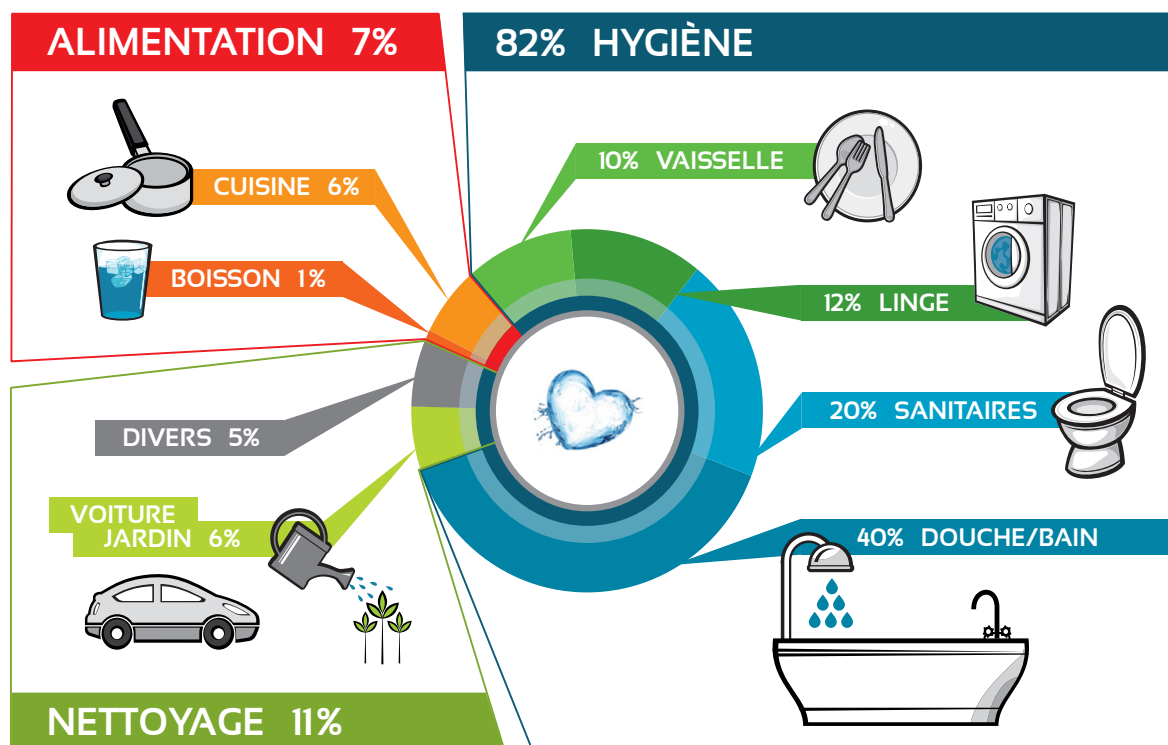 ALIMENTATION 7%
CUISINE 6%
BOISSON 1%
82% HYGIÈNE
10% VAISSELLE
12% LINGE
20% SANITAIRES
40% DOUCHE/BAIN
DIVERS 5%
VOITURE
JARDIN 6%
NETTOYAGE 11%